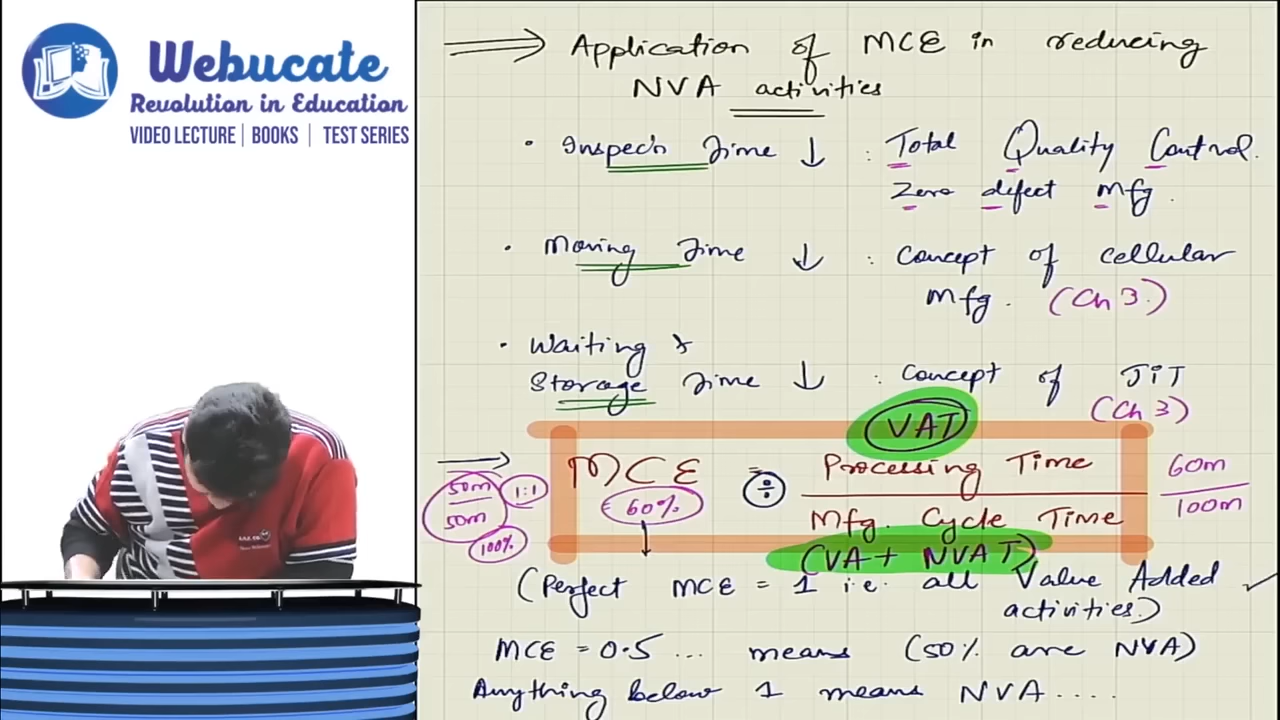 Webucate
Revolution in Education
VIDEO LECTURE | BOOKS | TEST SERIES
Application of MCE in reducing
NVA activities
• Inspecn Time ↓ : Total Quality Control.
Zero defect Mfg.
• Moving Time ↓ : Concept of cellular
Mfg. (Ch 3.)
• Waiting &
Storage Time ↓ : Concept of JIT
(Ch 3)
VAT
MCE = Processing Time
Mfg. Cycle Time
(VA + NVAT)
60%
÷
60m
100m
50m
50m
1:1
100%
(Perfect MCE = 1 i.e. all Value Added
activities)
MCE = 0.5 ... means (50% are NVA)
Anything below 1 means NVA ....